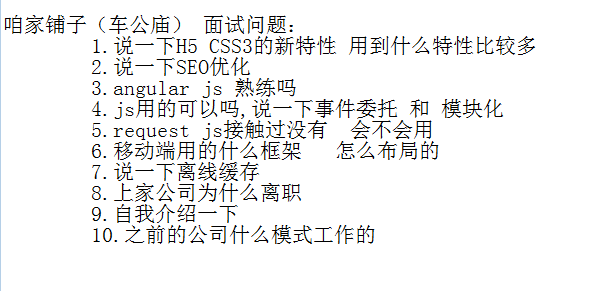 咱家铺子（车公庙） 面试问题：
1.说一下H5 CSS3的新特性 用到什么特性比较多
2.说一下SEO优化
3.angular js 熟练吗
4.js用的可以吗,说一下事件委托 和 模块化
5.request js接触过没有 会不会用
6.移动端用的什么框架 怎么布局的
7.说一下离线缓存
8.上家公司为什么离职
9.自我介绍一下
10.之前的公司什么模式工作的